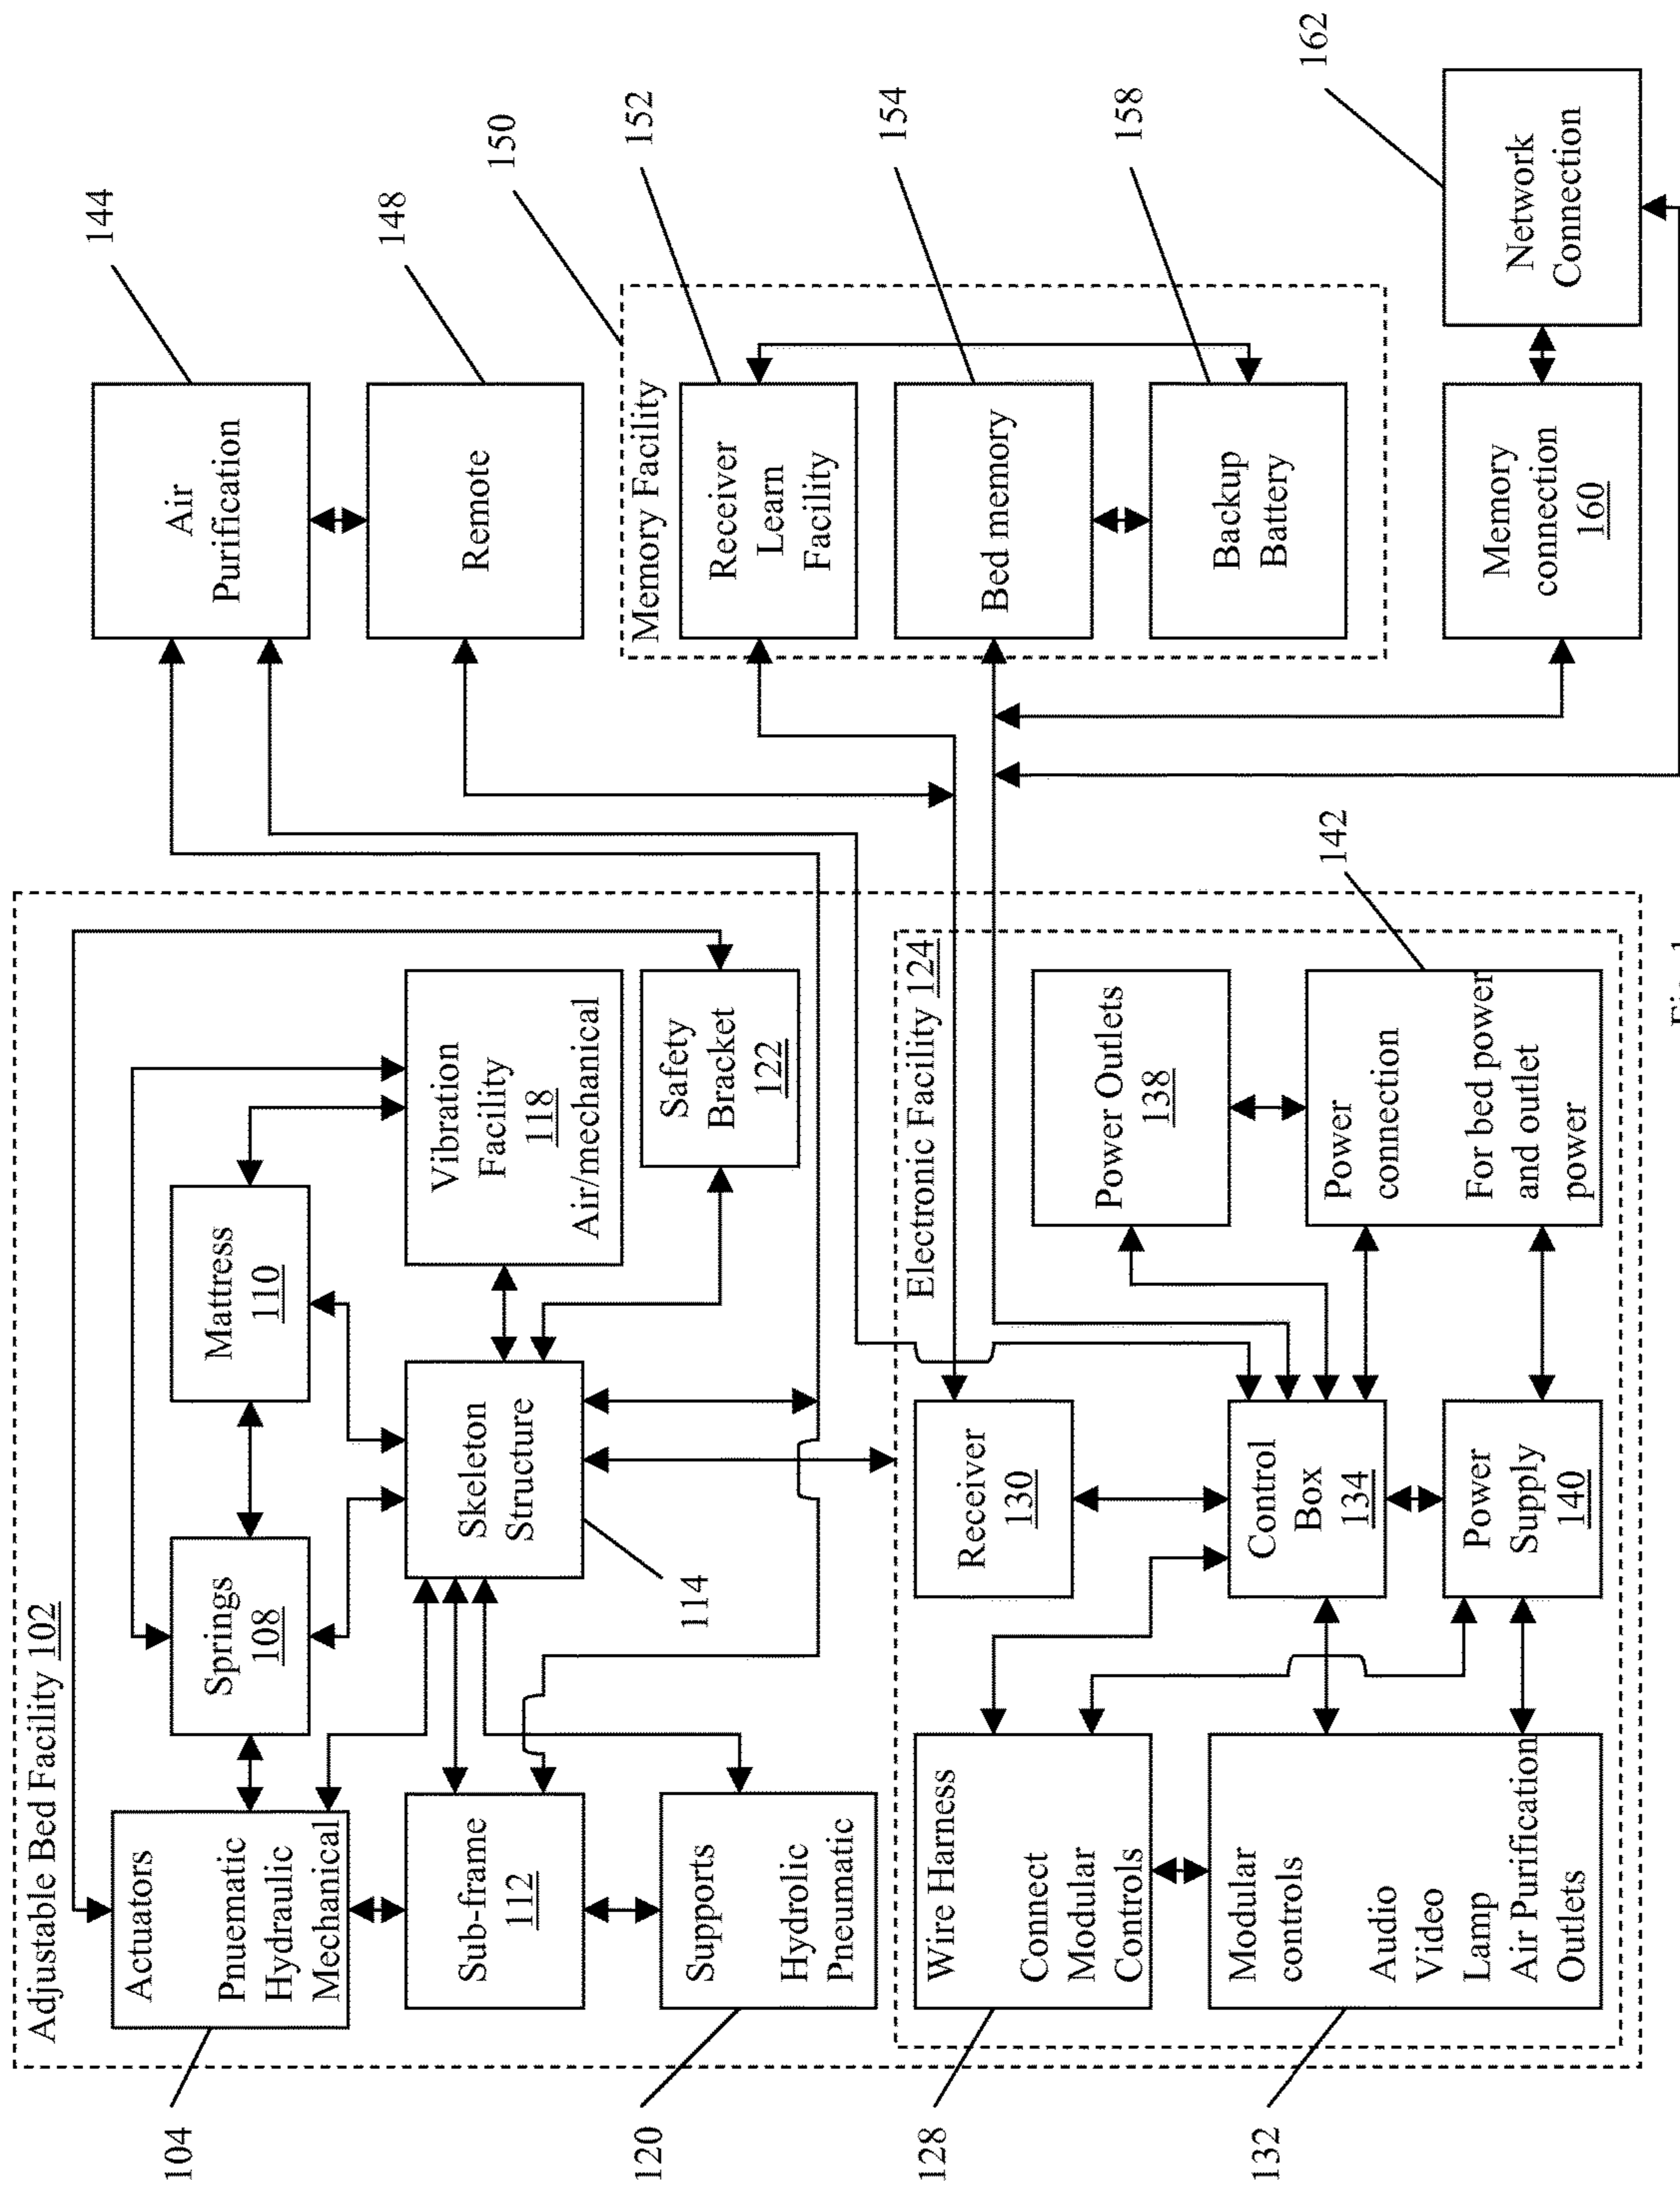 Adjustable Bed Facility 102
104
Actuators
Pnuematic
Hydraulic
Mechanical
Springs
108
Mattress
110
Sub-frame
112
Skeleton
Structure
114
Vibration
Facility
118
Air/mechanical
120
Supports
Hydrolic
Pneumatic
Safety
Bracket
122
Electronic Facility 124
128
Wire Harness
Connect
Modular
Controls
Receiver
130
132
Modular
controls
Audio
Video
Lamp
Air Purification
Outlets
Control
Box
134
Power Outlets
138
Power
Supply
140
142
Power
connection
For bed power
and outlet
power
144
Air
Purification
148
Remote
150
Memory Facility
152
Receiver
Learn
Facility
154
Bed memory
158
Backup
Battery
Memory
connection
160
162
Network
Connection